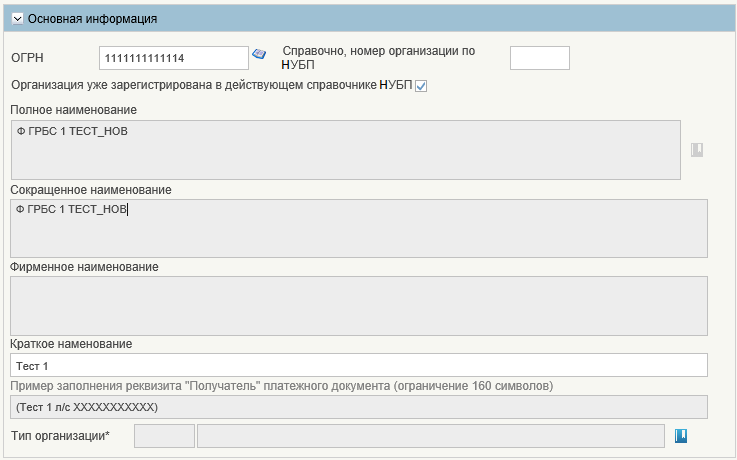 Основная информация
ОГРН 1111111111114 Справочно, номер организации по
НУБП
Организация уже зарегистрирована в действующем справочнике НУБП
Полное наименование
Ф ГРБС 1 ТЕСТ_НОВ
Сокращенное наименование
Ф ГРБС 1 ТЕСТ_НОВ
Фирменное наименование
Краткое наменование
Тест 1
Пример заполнения реквизита "Получатель" платежного документа (ограничение 160 символов)
(Тест 1 л/с XXXXXXXXXXX)
Тип организации*